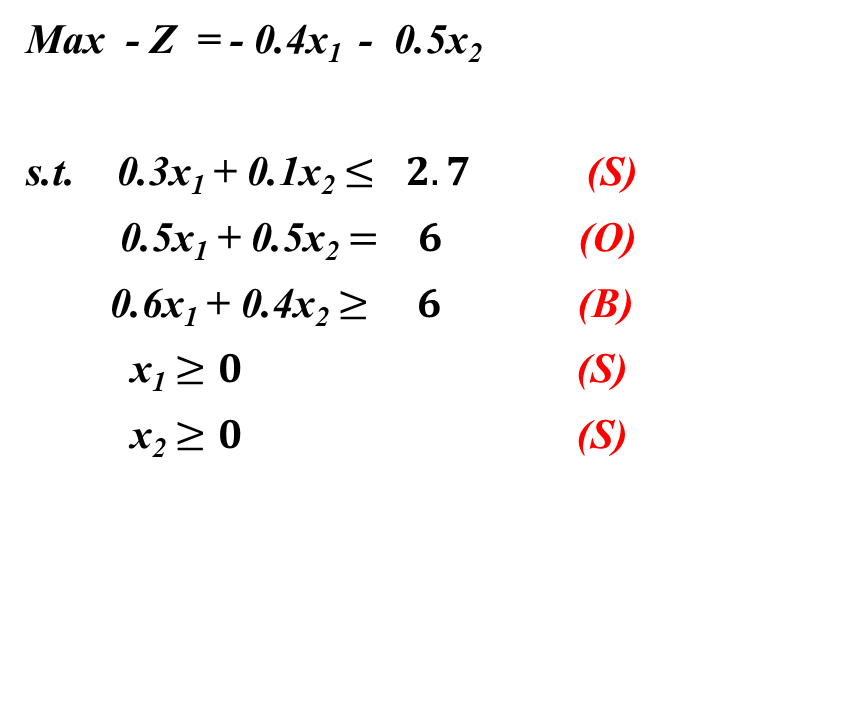 Max - Z = - 0.4x₁ - 0.5x₂
s.t. 0.3x₁ + 0.1x₂ ≤ 2.7 (S)
0.5x₁ + 0.5x₂ = 6 (O)
0.6x₁ + 0.4x₂ ≥ 6 (B)
x₁ ≥ 0 (S)
x₂ ≥ 0 (S)